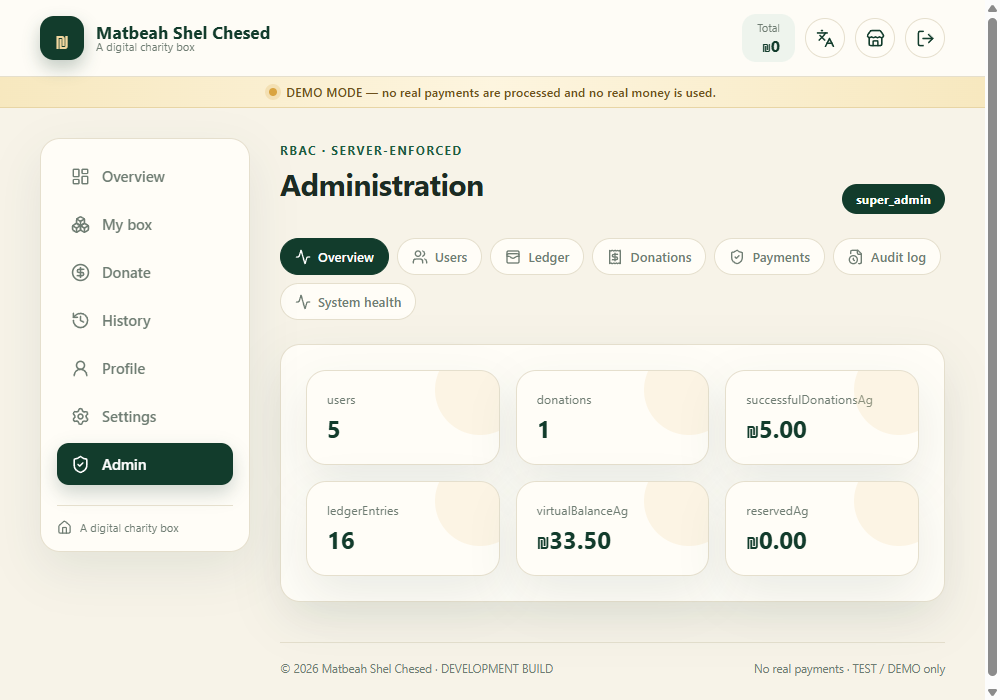 ₪
Matbeah Shel Chesed
A digital charity box
Total
₪0
DEMO MODE — no real payments are processed and no real money is used.
Overview
My box
Donate
History
Profile
Settings
Admin
A digital charity box
RBAC · SERVER-ENFORCED
Administration
super_admin
Overview
Users
Ledger
Donations
Payments
Audit log
System health
users
5
donations
1
successfulDonationsAg
₪5.00
ledgerEntries
16
virtualBalanceAg
₪33.50
reservedAg
₪0.00
© 2026 Matbeah Shel Chesed · DEVELOPMENT BUILD
No real payments · TEST / DEMO only